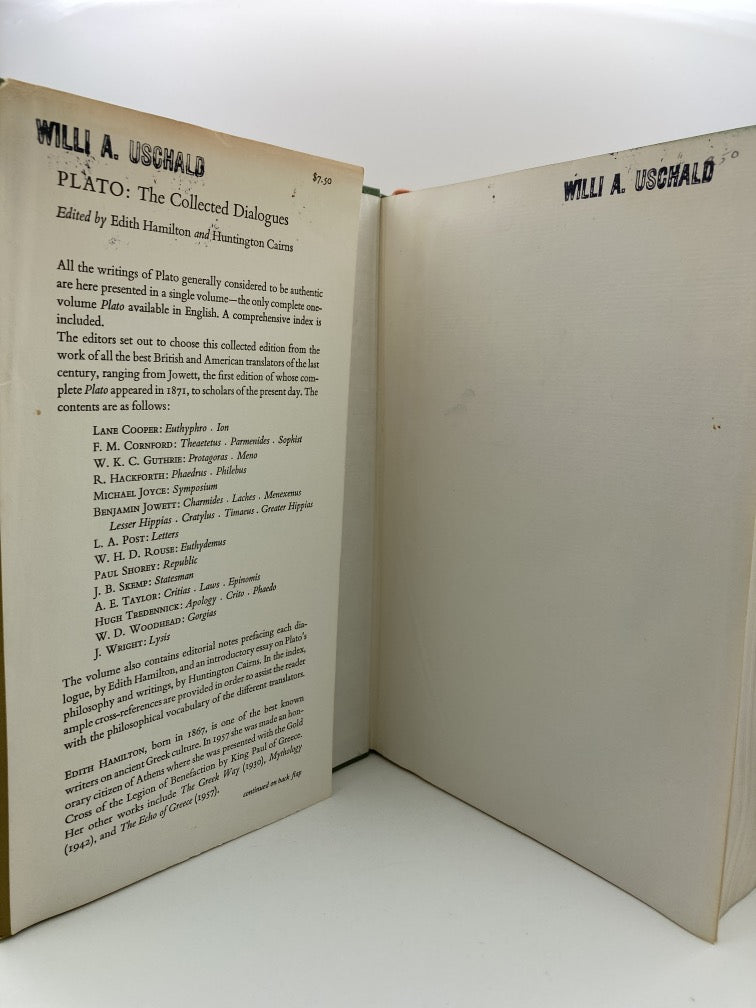 WILLI A. USCHALD
$7.50
PLATO: The Collected Dialogues
Edited by Edith Hamilton and Huntington Cairns
All the writings of Plato generally considered to be authentic
are here presented in a single volume—the only complete one-
volume Plato available in English. A comprehensive index is
included.
The editors set out to choose this collected edition from the
work of all the best British and American translators of the last
century, ranging from Jowett, the first edition of whose com-
plete Plato appeared in 1871, to scholars of the present day. The
contents are as follows:
LANE COOPER: Euthyphro . Ion
F. M. CORNFORD: Theaetetus . Parmenides . Sophist
W. K. C. GUTHRIE: Protagoras . Meno
R. HACKFORTH: Phaedrus . Philebus
MICHAEL JOYCE: Symposium
BENJAMIN JOWETT: Charmides . Laches . Menexenus
Lesser Hippias . Cratylus . Timaeus . Greater Hippias
L. A. POST: Letters
W. H. D. ROUSE: Euthydemus
PAUL SHOREY: Republic
J. B. SKEMP: Statesman
A. E. TAYLOR: Critias . Laws . Epinomis
HUGH TREDENNICK: Apology . Crito . Phaedo
W. D. WOODHEAD: Gorgias
J. WRIGHT: Lysis
The volume also contains editorial notes prefacing each dia-
logue, by Edith Hamilton, and an introductory essay on Plato's
philosophy and writings, by Huntington Cairns. In the index,
ample cross-references are provided in order to assist the reader
with the philosophical vocabulary of the different translators.
EDITH HAMILTON, born in 1867, is one of the best known
writers on ancient Greek culture. In 1957 she was made an hon-
orary citizen of Athens where she was presented with the Gold
Cross of the Legion of Benefaction by King Paul of Greece.
Her other works include The Greek Way (1930), Mythology
(1942), and The Echo of Greece (1957).
continued on back flap
WILLI A. USCHALD